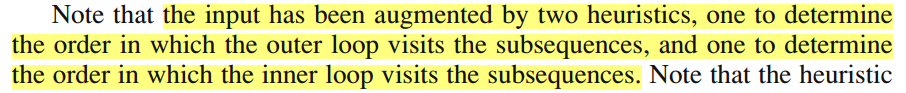 Note that the input has been augmented by two heuristics, one to determine
the order in which the outer loop visits the subsequences, and one to determine
the order in which the inner loop visits the subsequences. Note that the heuristic